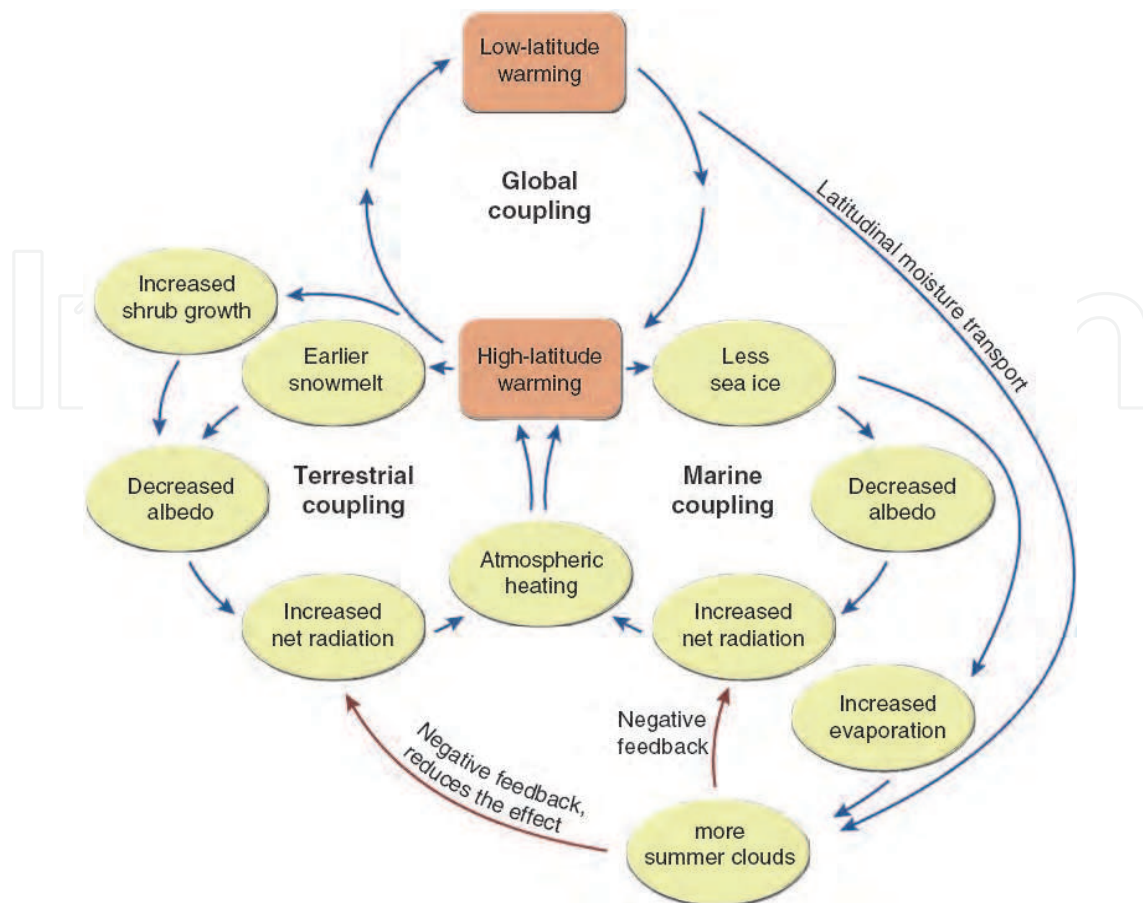 Low-latitude
warming
Global
coupling
Latitudinal moisture transport
Increased
shrub growth
Earlier
snowmelt
High-latitude
warming
Less
sea ice
Decreased
albedo
Terrestrial
coupling
Marine
coupling
Decreased
albedo
Atmospheric
heating
Increased
net radiation
Increased
net radiation
Increased
evaporation
Negative
feedback
Negative feedback,
reduces the effect
more
summer clouds